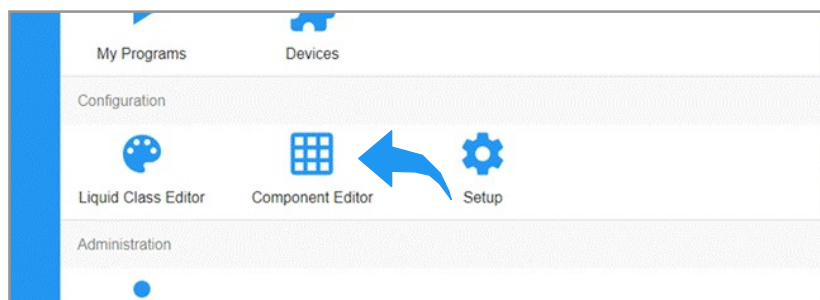 My Programs Devices
Configuration
Liquid Class Editor Component Editor Setup
Administration